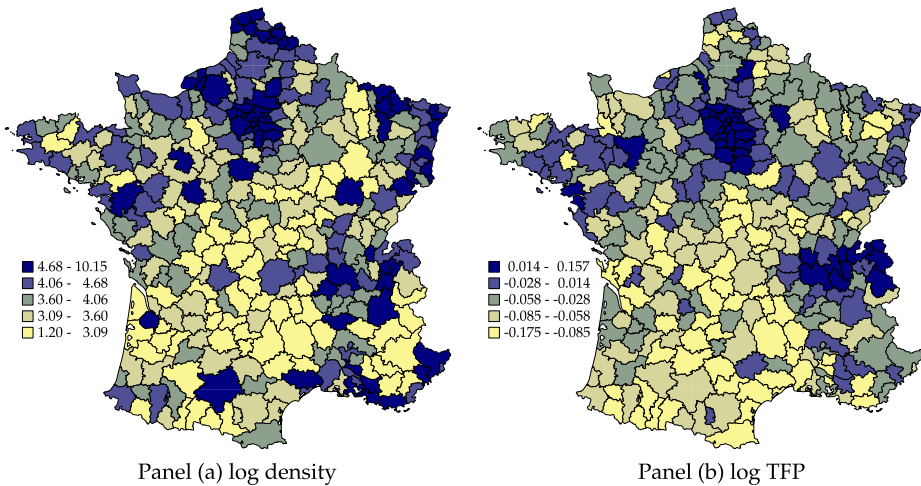 4.68 - 10.15
4.06 - 4.68
3.60 - 4.06
3.09 - 3.60
1.20 - 3.09
Panel (a) log density
0.014 - 0.157
-0.028 - 0.014
-0.058 - -0.028
-0.085 - -0.058
-0.175 - -0.085
Panel (b) log TFP